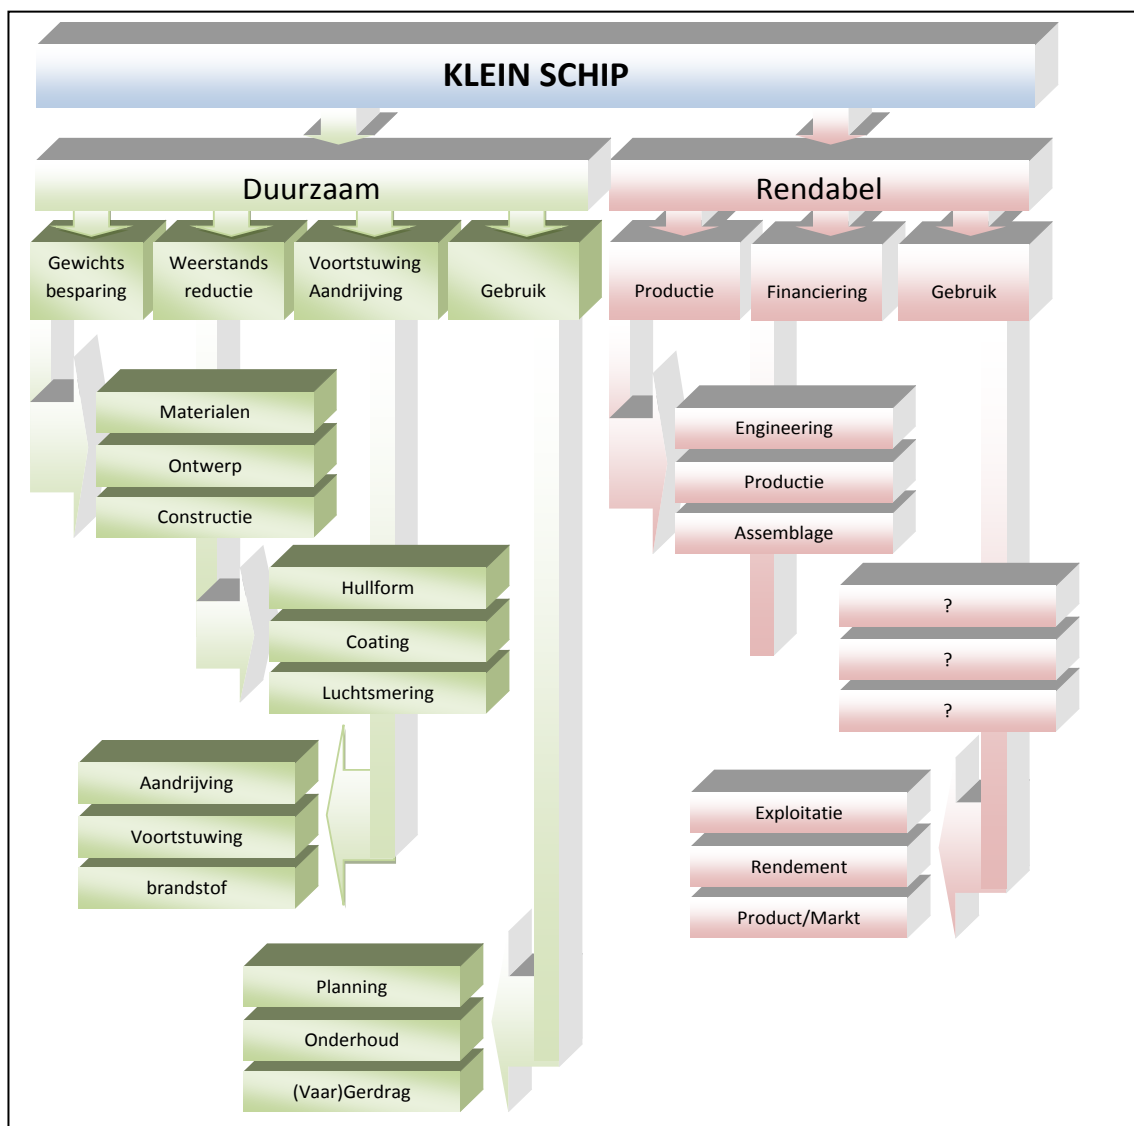 KLEIN SCHIP
Duurzaam
Rendabel
Gewichts
besparing
Weerstands
reductie
Voortstuwing
Aandrijving
Gebruik
Productie
Financiering
Gebruik
Materialen
Ontwerp
Constructie
Engineering
Productie
Assemblage
Hullform
Coating
Luchtsmering
?
?
?
Aandrijving
Voortstuwing
brandstof
Exploitatie
Rendement
Product/Markt
Planning
Onderhoud
(Vaar)Gerdrag